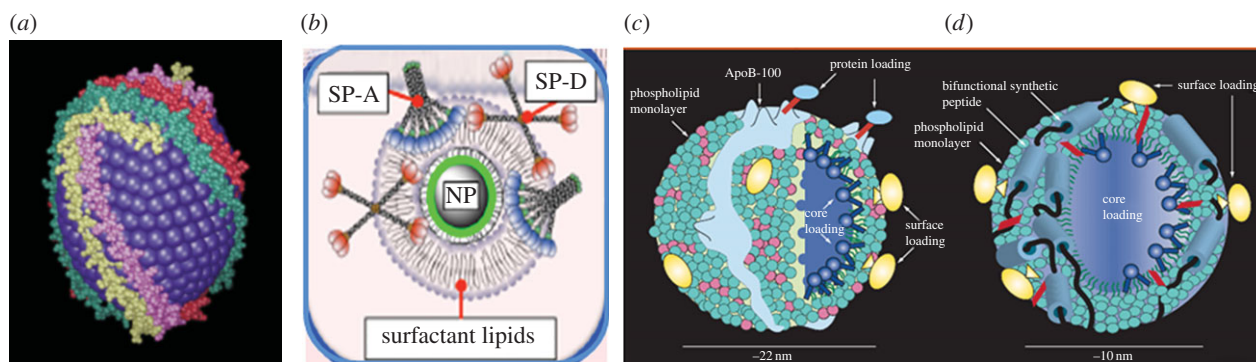 (a)
(b)
SP-A
SP-D
NP
surfactant lipids
(c)
ApoB-100
protein loading
phospholipid
monolayer
core
loading
surface
loading
–22 nm
(d)
bifunctional synthetic
peptide
phospholipid
monolayer
surface loading
core
loading
–10 nm